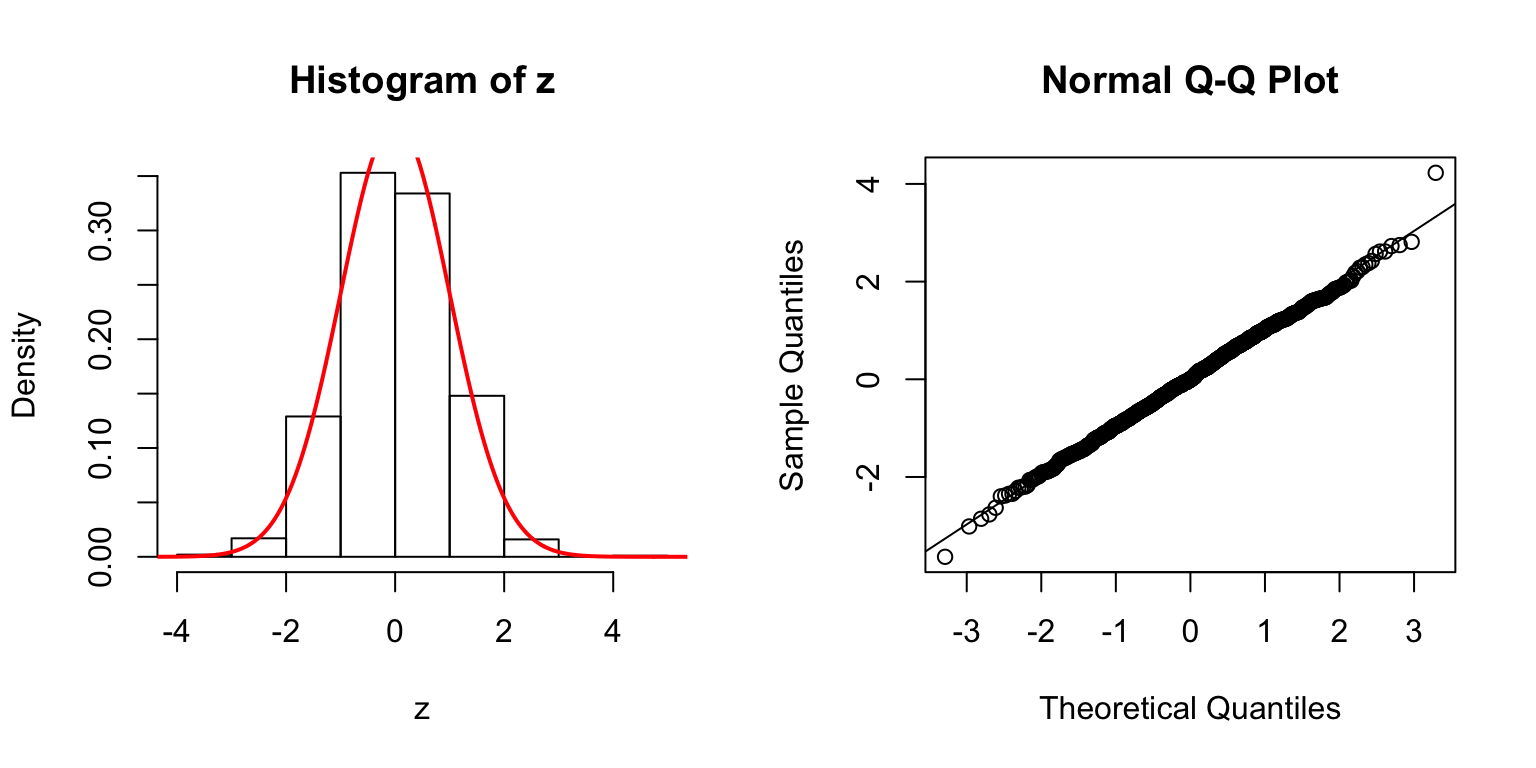 Histogram of z
Density
0.00 0.10 0.20 0.30
-4 -2 0 2 4
z
Normal Q-Q Plot
Sample Quantiles
-2 0 2 4
-3 -2 -1 0 1 2 3
Theoretical Quantiles